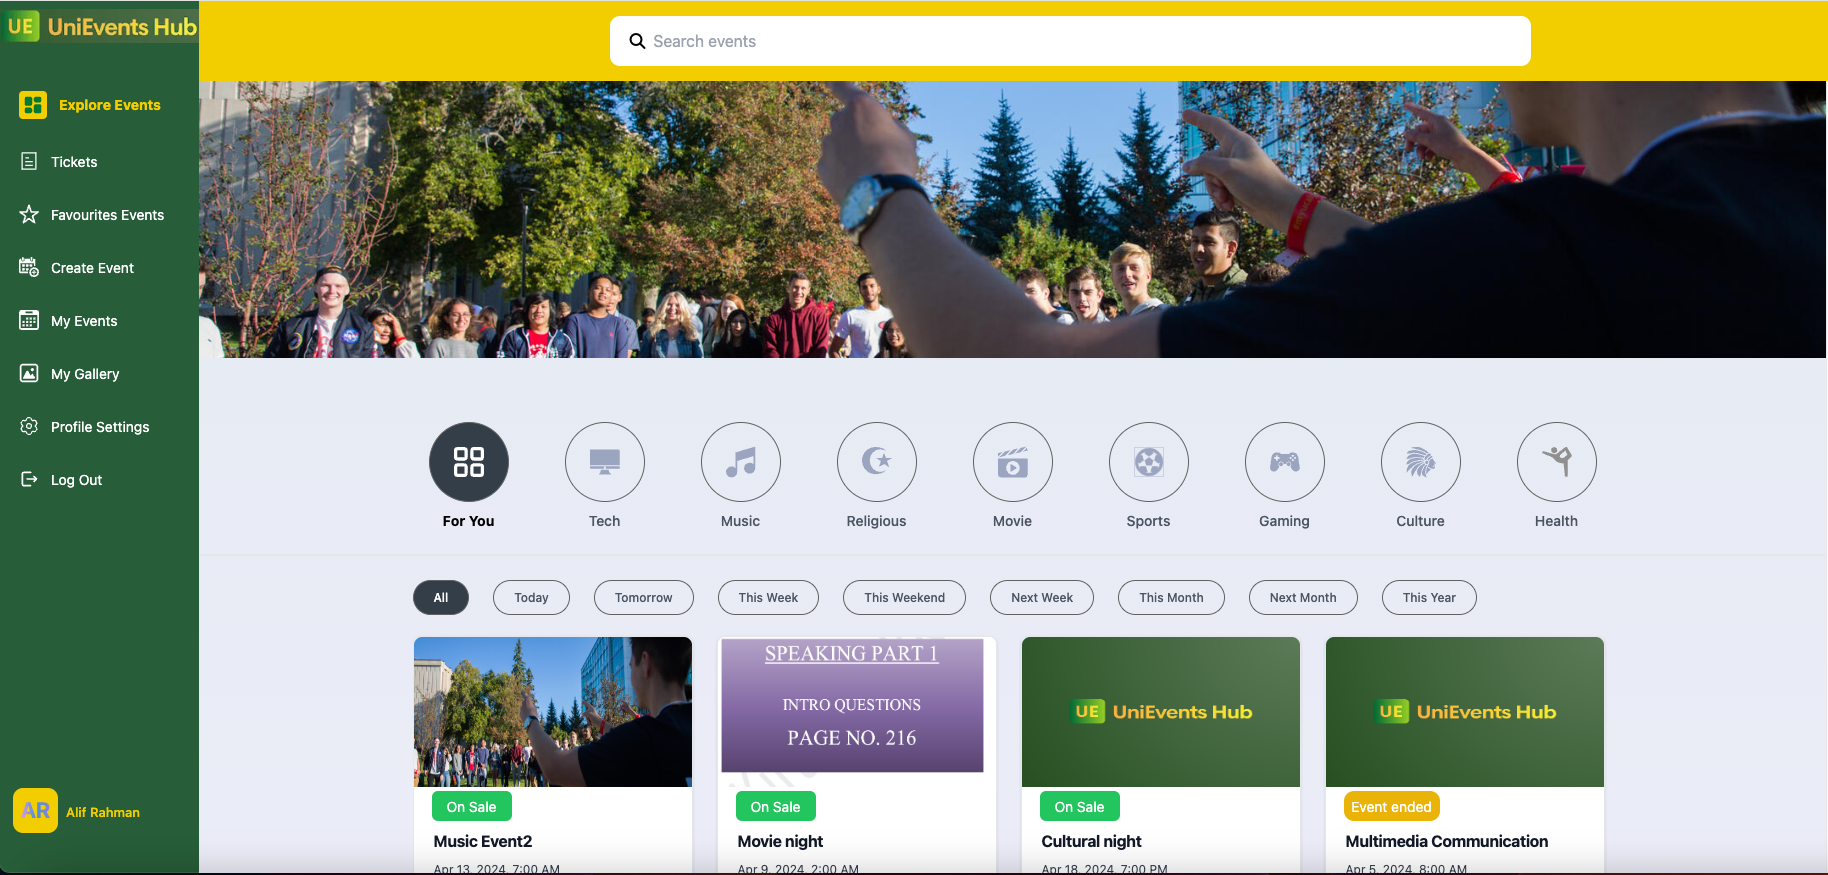 UE UniEvents Hub
Search events
Explore Events
Tickets
Favourites Events
Create Event
My Events
My Gallery
Profile Settings
Log Out
AR Alif Rahman
For You
Tech
Music
Religious
Movie
Sports
Gaming
Culture
Health
All
Today
Tomorrow
This Week
This Weekend
Next Week
This Month
Next Month
This Year
On Sale
Music Event2
Apr 13, 2024, 7:00 AM
SPEAKING PART 1
INTRO QUESTIONS
PAGE NO. 216
On Sale
Movie night
Apr 9, 2024, 2:00 AM
UE UniEvents Hub
On Sale
Cultural night
Apr 18, 2024, 7:00 PM
UE UniEvents Hub
Event ended
Multimedia Communication
Apr 5, 2024, 8:00 AM